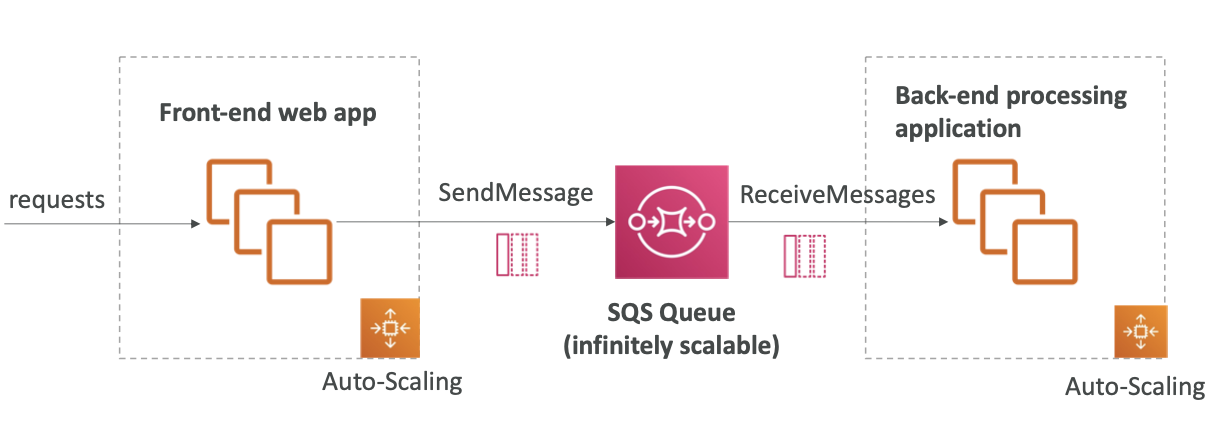 Front-end web app
Back-end processing
application
requests
SendMessage
ReceiveMessages
SQS Queue
(infinitely scalable)
Auto-Scaling
Auto-Scaling